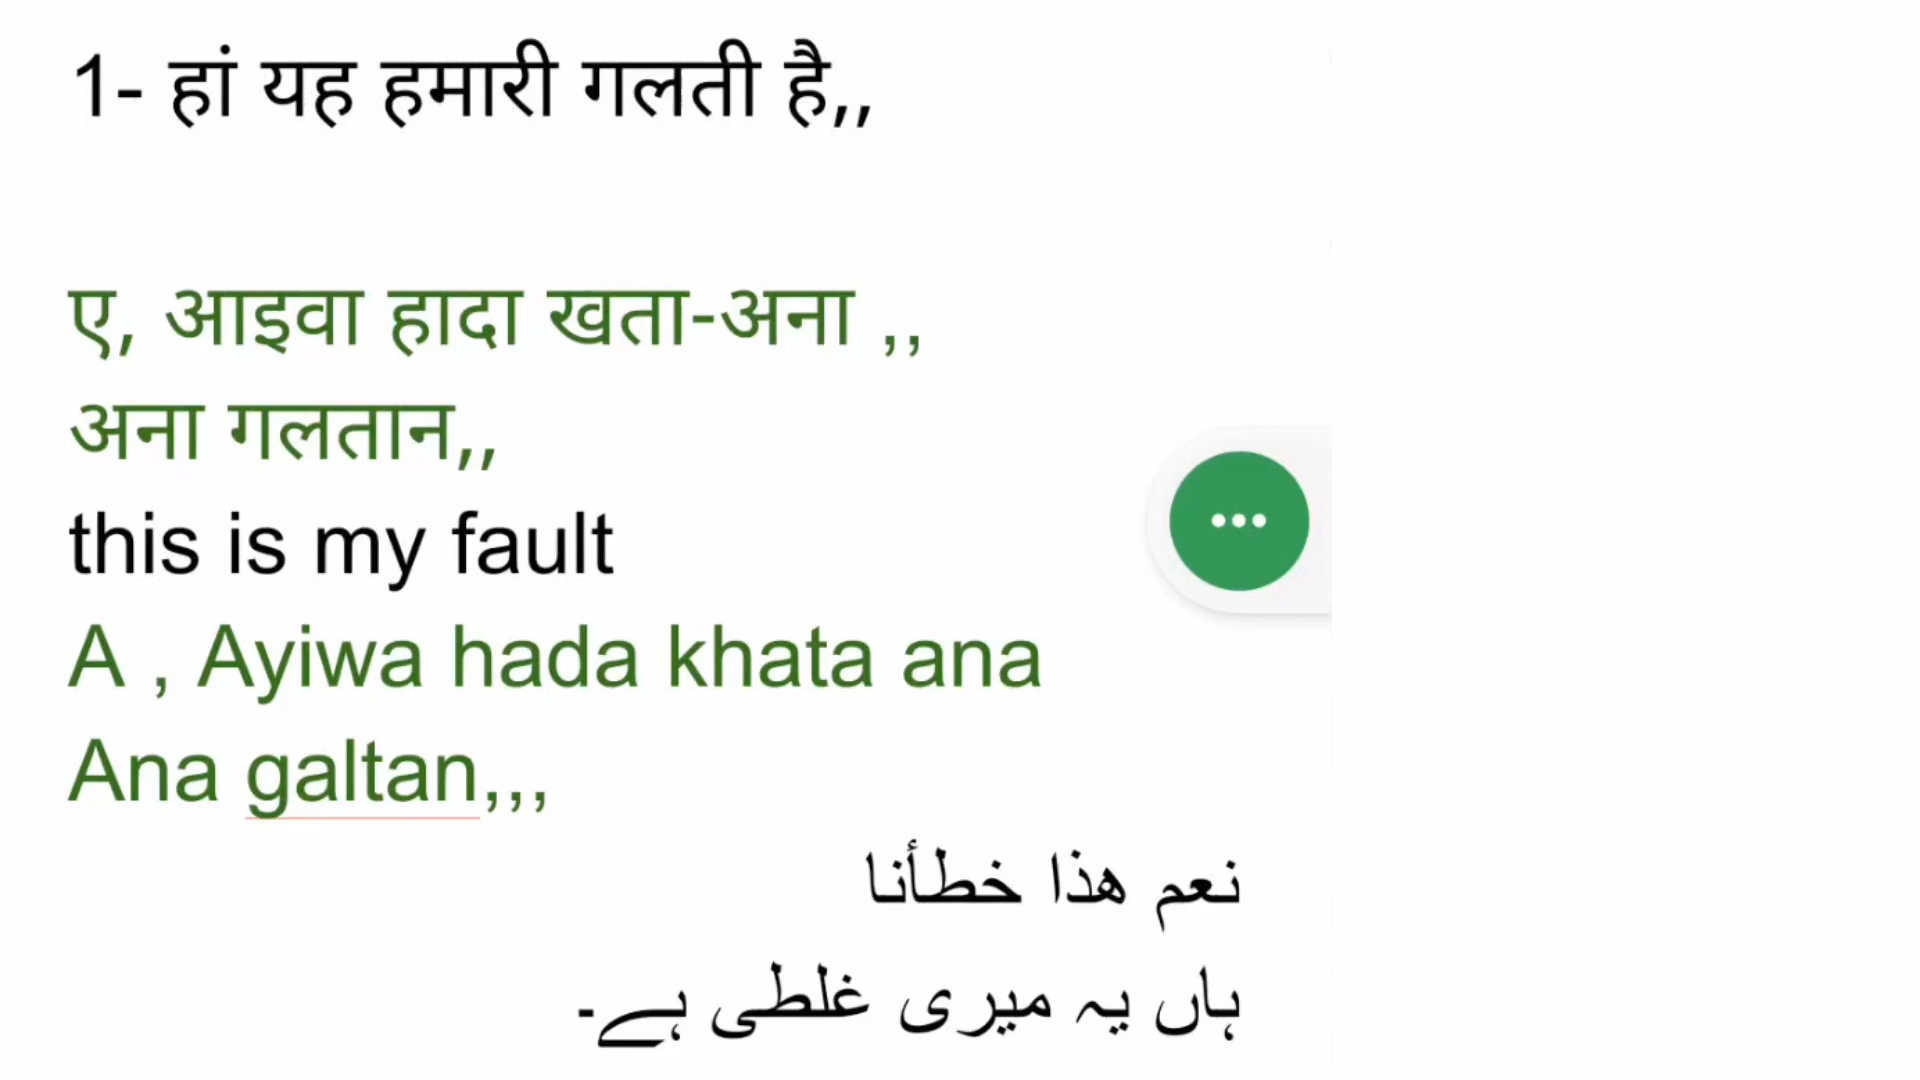 1- हां यह हमारी गलती है,,
ए, आइवा हादा खता-अना ,,
अना गलतान,,
this is my fault
A , Ayiwa hada khata ana
Ana galtan,,,
نعم هذا خطأنا
ہاں یہ میری غلطی ہے۔